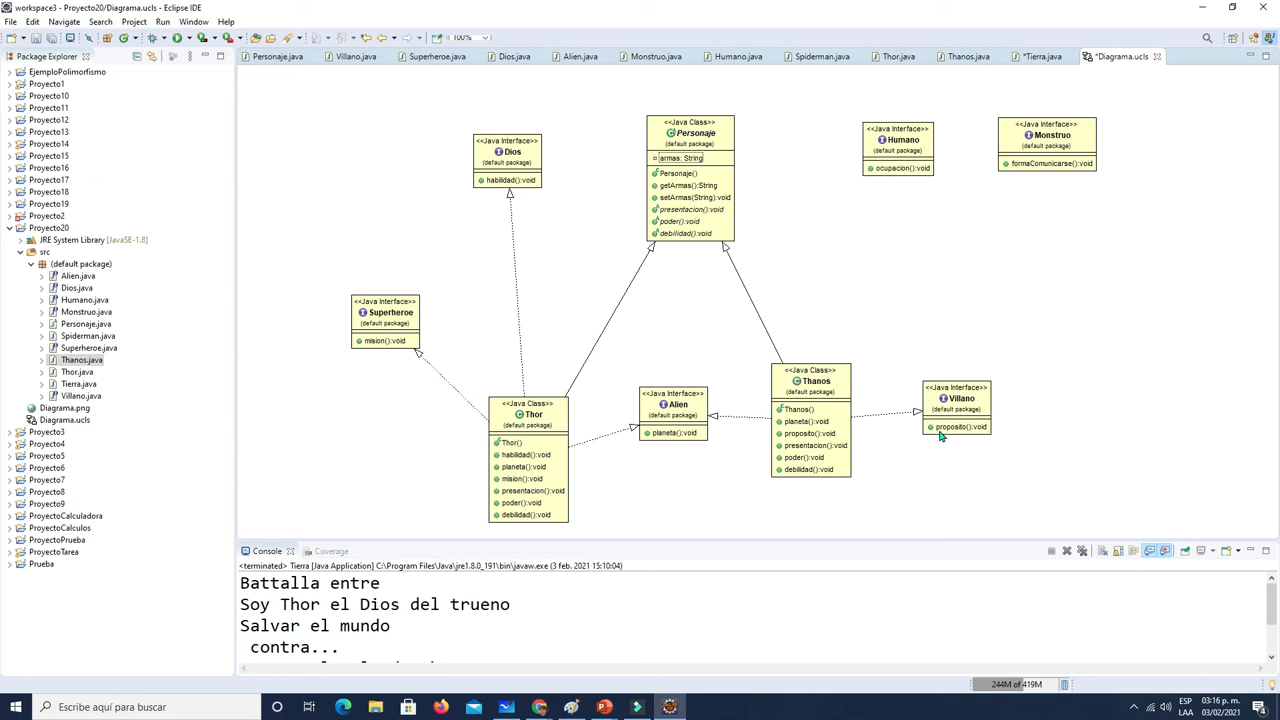 workspace3 - Proyecto20/Diagrama.ucls - Eclipse IDE
File Edit Navigate Search Project Run Window Help
100%
Package Explorer
Personaje.java Villano.java Superheroe.java Dios.java Alien.java Monstruo.java Humano.java Spiderman.java Thor.java Thanos.java *Tierra.java *Diagrama.ucls
EjemploPolimorfismo
Proyecto1
Proyecto10
Proyecto11
Proyecto12
Proyecto13
Proyecto14
Proyecto15
Proyecto16
Proyecto17
Proyecto18
Proyecto19
Proyecto2
Proyecto20
JRE System Library [JavaSE-1.8]
src
(default package)
Alien.java
Dios.java
Humano.java
Monstruo.java
Personaje.java
Spiderman.java
Superheroe.java
Thanos.java
Thor.java
Tierra.java
Villano.java
Diagrama.png
Diagrama.ucls
Proyecto3
Proyecto4
Proyecto5
Proyecto6
Proyecto7
Proyecto8
Proyecto9
ProyectoCalculadora
ProyectoCalculos
ProyectoPrueba
ProyectoTarea
Prueba
<<Java Interface>>
Dios
(default package)
habilidad():void
<<Java Class>>
Personaje
(default package)
armas: String
Personaje()
getArmas():String
setArmas(String):void
presentacion():void
poder():void
debilidad():void
<<Java Interface>>
Humano
(default package)
ocupacion():void
<<Java Interface>>
Monstruo
(default package)
formaComunicarse():void
<<Java Interface>>
Superheroe
(default package)
mision():void
<<Java Class>>
Thor
(default package)
Thor()
habilidad():void
planeta():void
mision():void
presentacion():void
poder():void
debilidad():void
<<Java Interface>>
Alien
(default package)
planeta():void
<<Java Class>>
Thanos
(default package)
Thanos()
planeta():void
proposito():void
presentacion():void
poder():void
debilidad():void
<<Java Interface>>
Villano
(default package)
proposito():void
Console Coverage
<terminated> Tierra [Java Application] C:\Program Files\Java\jre1.8.0_191\bin\javaw.exe (3 feb. 2021 15:10:04)
Battalla entre
Soy Thor el Dios del trueno
Salvar el mundo
contra...
244M of 419M
Escribe aquí para buscar
ESP
LAA
03:16 p. m.
03/02/2021